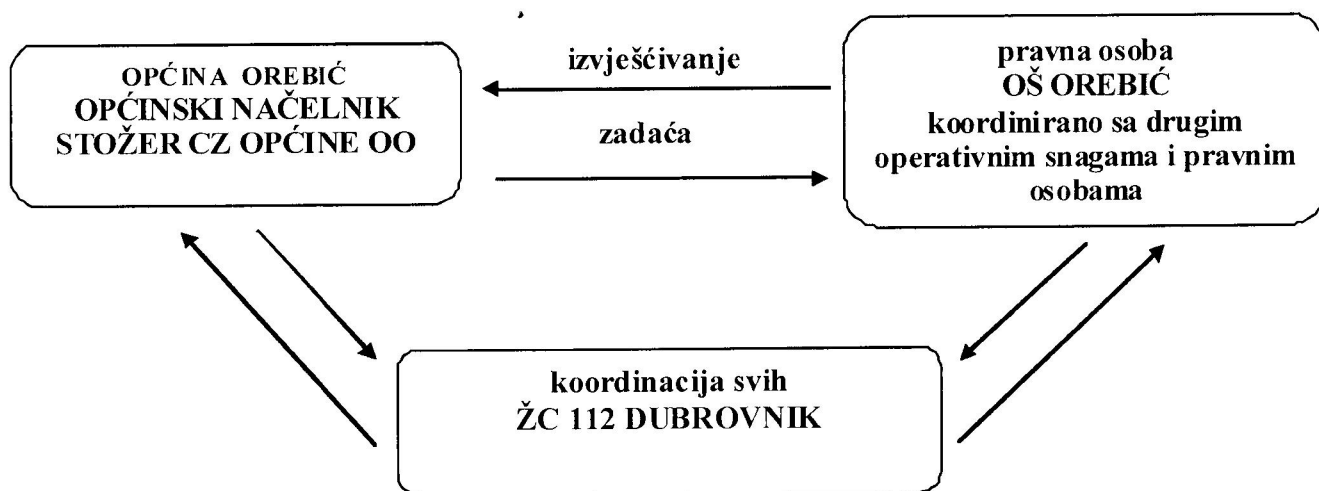 OPĆINA OREBIĆ
OPĆINSKI NAČELNIK
STOŽER CZ OPĆINE OO
izvješćivanje
zadaća
pravna osoba
OŠ OREBIĆ
koordinirano sa drugim
operativnim snagama i pravnim
osobama
koordinacija svih
ŽC 112 DUBROVNIK